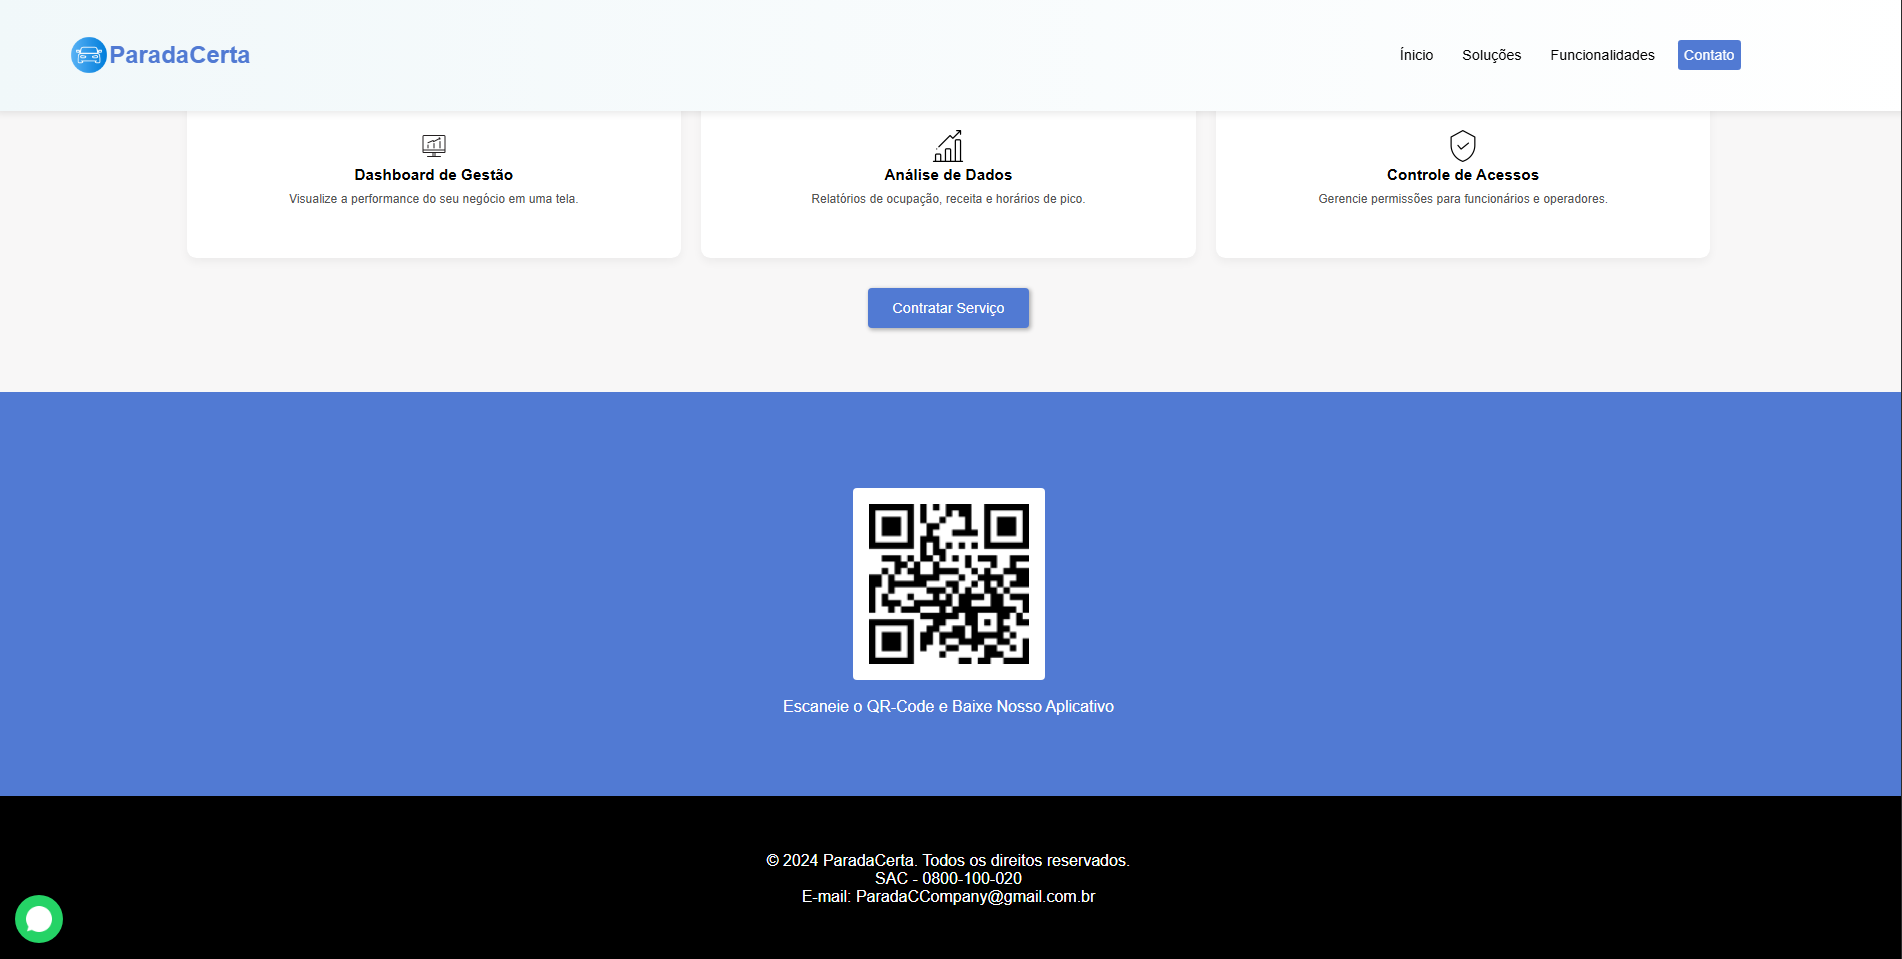 ParadaCerta
Ínicio
Soluções
Funcionalidades
Contato
Dashboard de Gestão
Visualize a performance do seu negócio em uma tela.
Análise de Dados
Relatórios de ocupação, receita e horários de pico.
Controle de Acessos
Gerencie permissões para funcionários e operadores.
Contratar Serviço
Escaneie o QR-Code e Baixe Nosso Aplicativo
© 2024 ParadaCerta. Todos os direitos reservados.
SAC - 0800-100-020
E-mail: ParadaCCompany@gmail.com.br